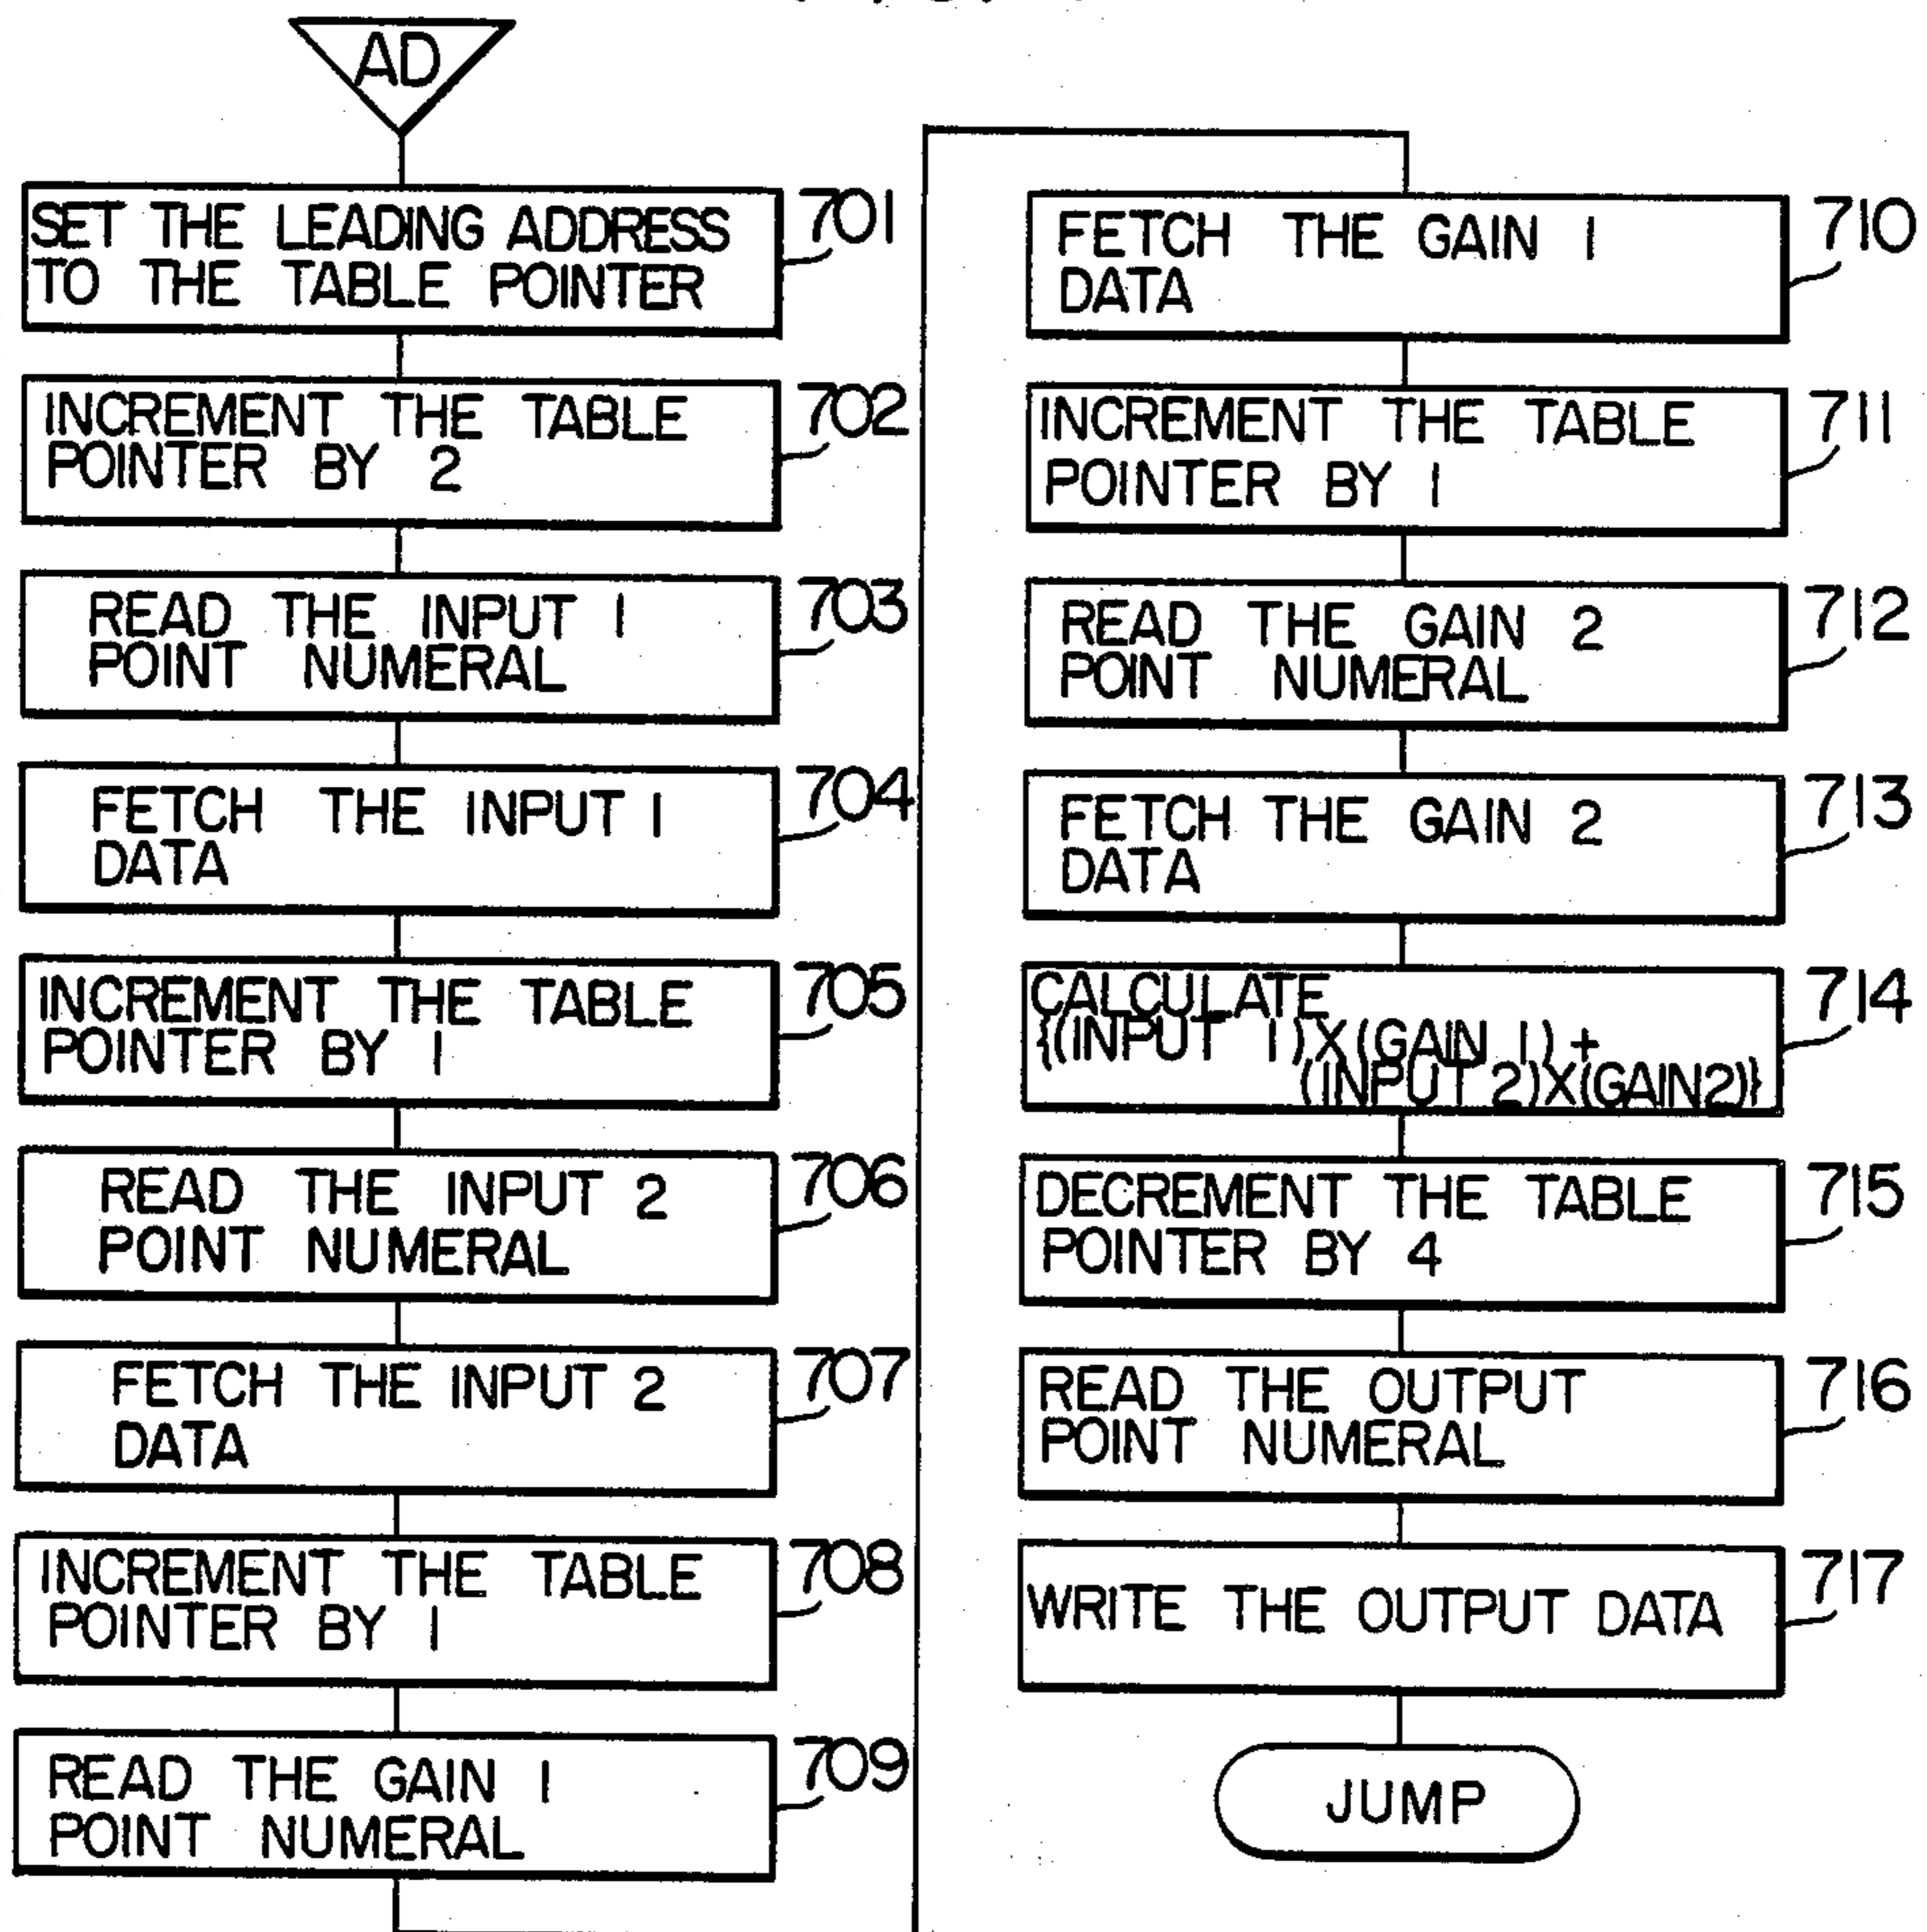 AD
SET THE LEADING ADDRESS
TO THE TABLE POINTER
701
INCREMENT THE TABLE
POINTER BY 2
702
READ THE INPUT 1
POINT NUMERAL
703
FETCH THE INPUT 1
DATA
704
INCREMENT THE TABLE
POINTER BY 1
705
READ THE INPUT 2
POINT NUMERAL
706
FETCH THE INPUT 2
DATA
707
INCREMENT THE TABLE
POINTER BY 1
708
READ THE GAIN 1
POINT NUMERAL
709
FETCH THE GAIN 1
DATA
710
INCREMENT THE TABLE
POINTER BY 1
711
READ THE GAIN 2
POINT NUMERAL
712
FETCH THE GAIN 2
DATA
713
CALCULATE
{(INPUT 1)X(GAIN 1)+
(INPUT 2)X(GAIN2)}
714
DECREMENT THE TABLE
POINTER BY 4
715
READ THE OUTPUT
POINT NUMERAL
716
WRITE THE OUTPUT DATA
717
JUMP